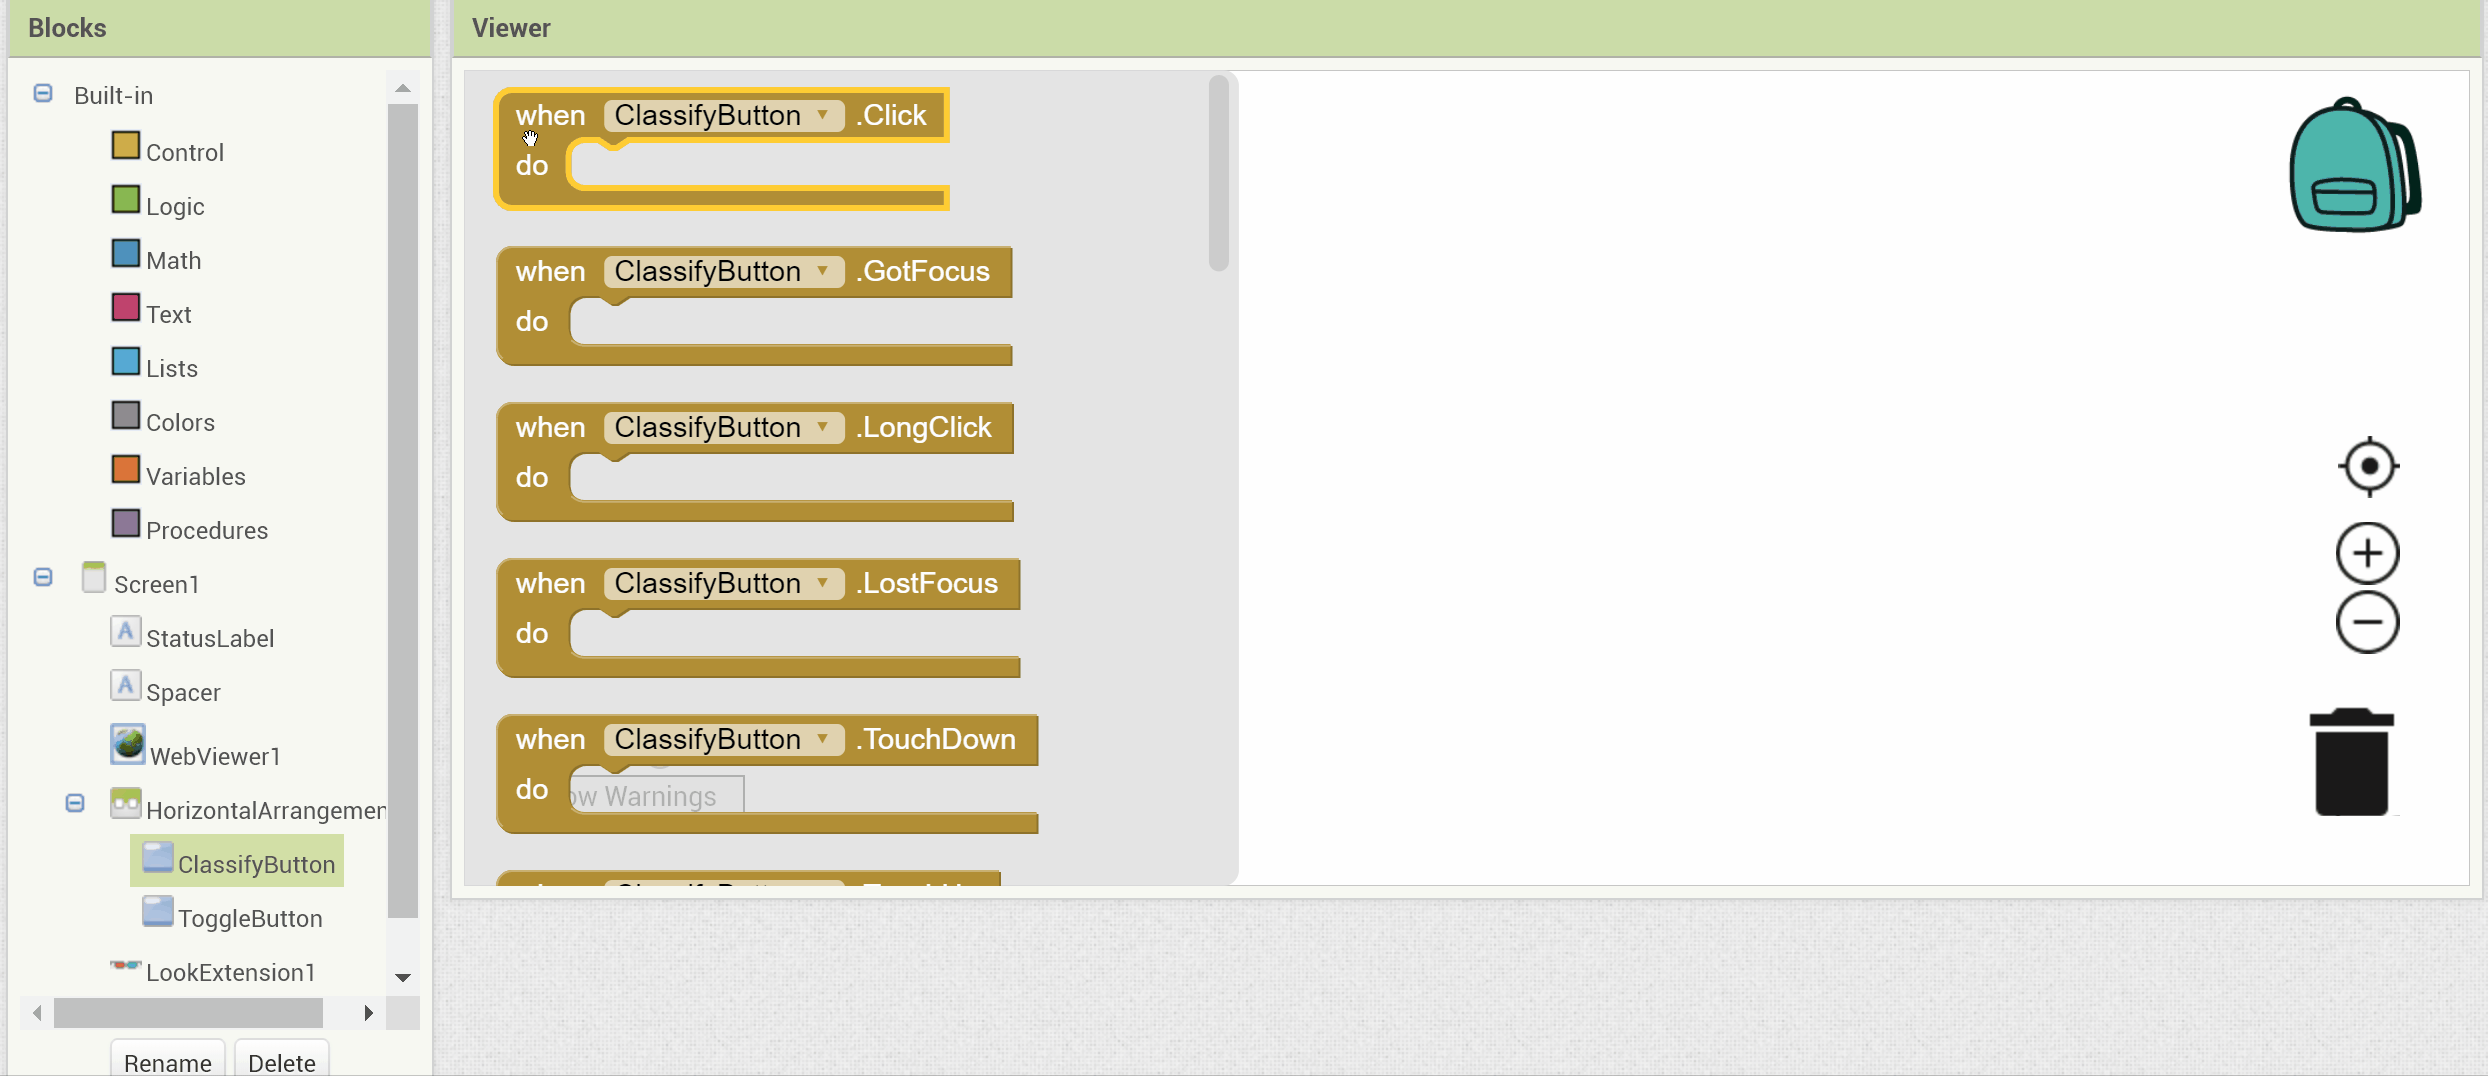 Blocks
Viewer
Built-in
Control
Logic
Math
Text
Lists
Colors
Variables
Procedures
Screen1
A StatusLabel
A Spacer
WebViewer1
HorizontalArrangemen
ClassifyButton
ToggleButton
LookExtension1
Rename Delete
when ClassifyButton .Click
do
when ClassifyButton .GotFocus
do
when ClassifyButton .LongClick
do
when ClassifyButton .LostFocus
do
when ClassifyButton .TouchDown
do
ow Warnings